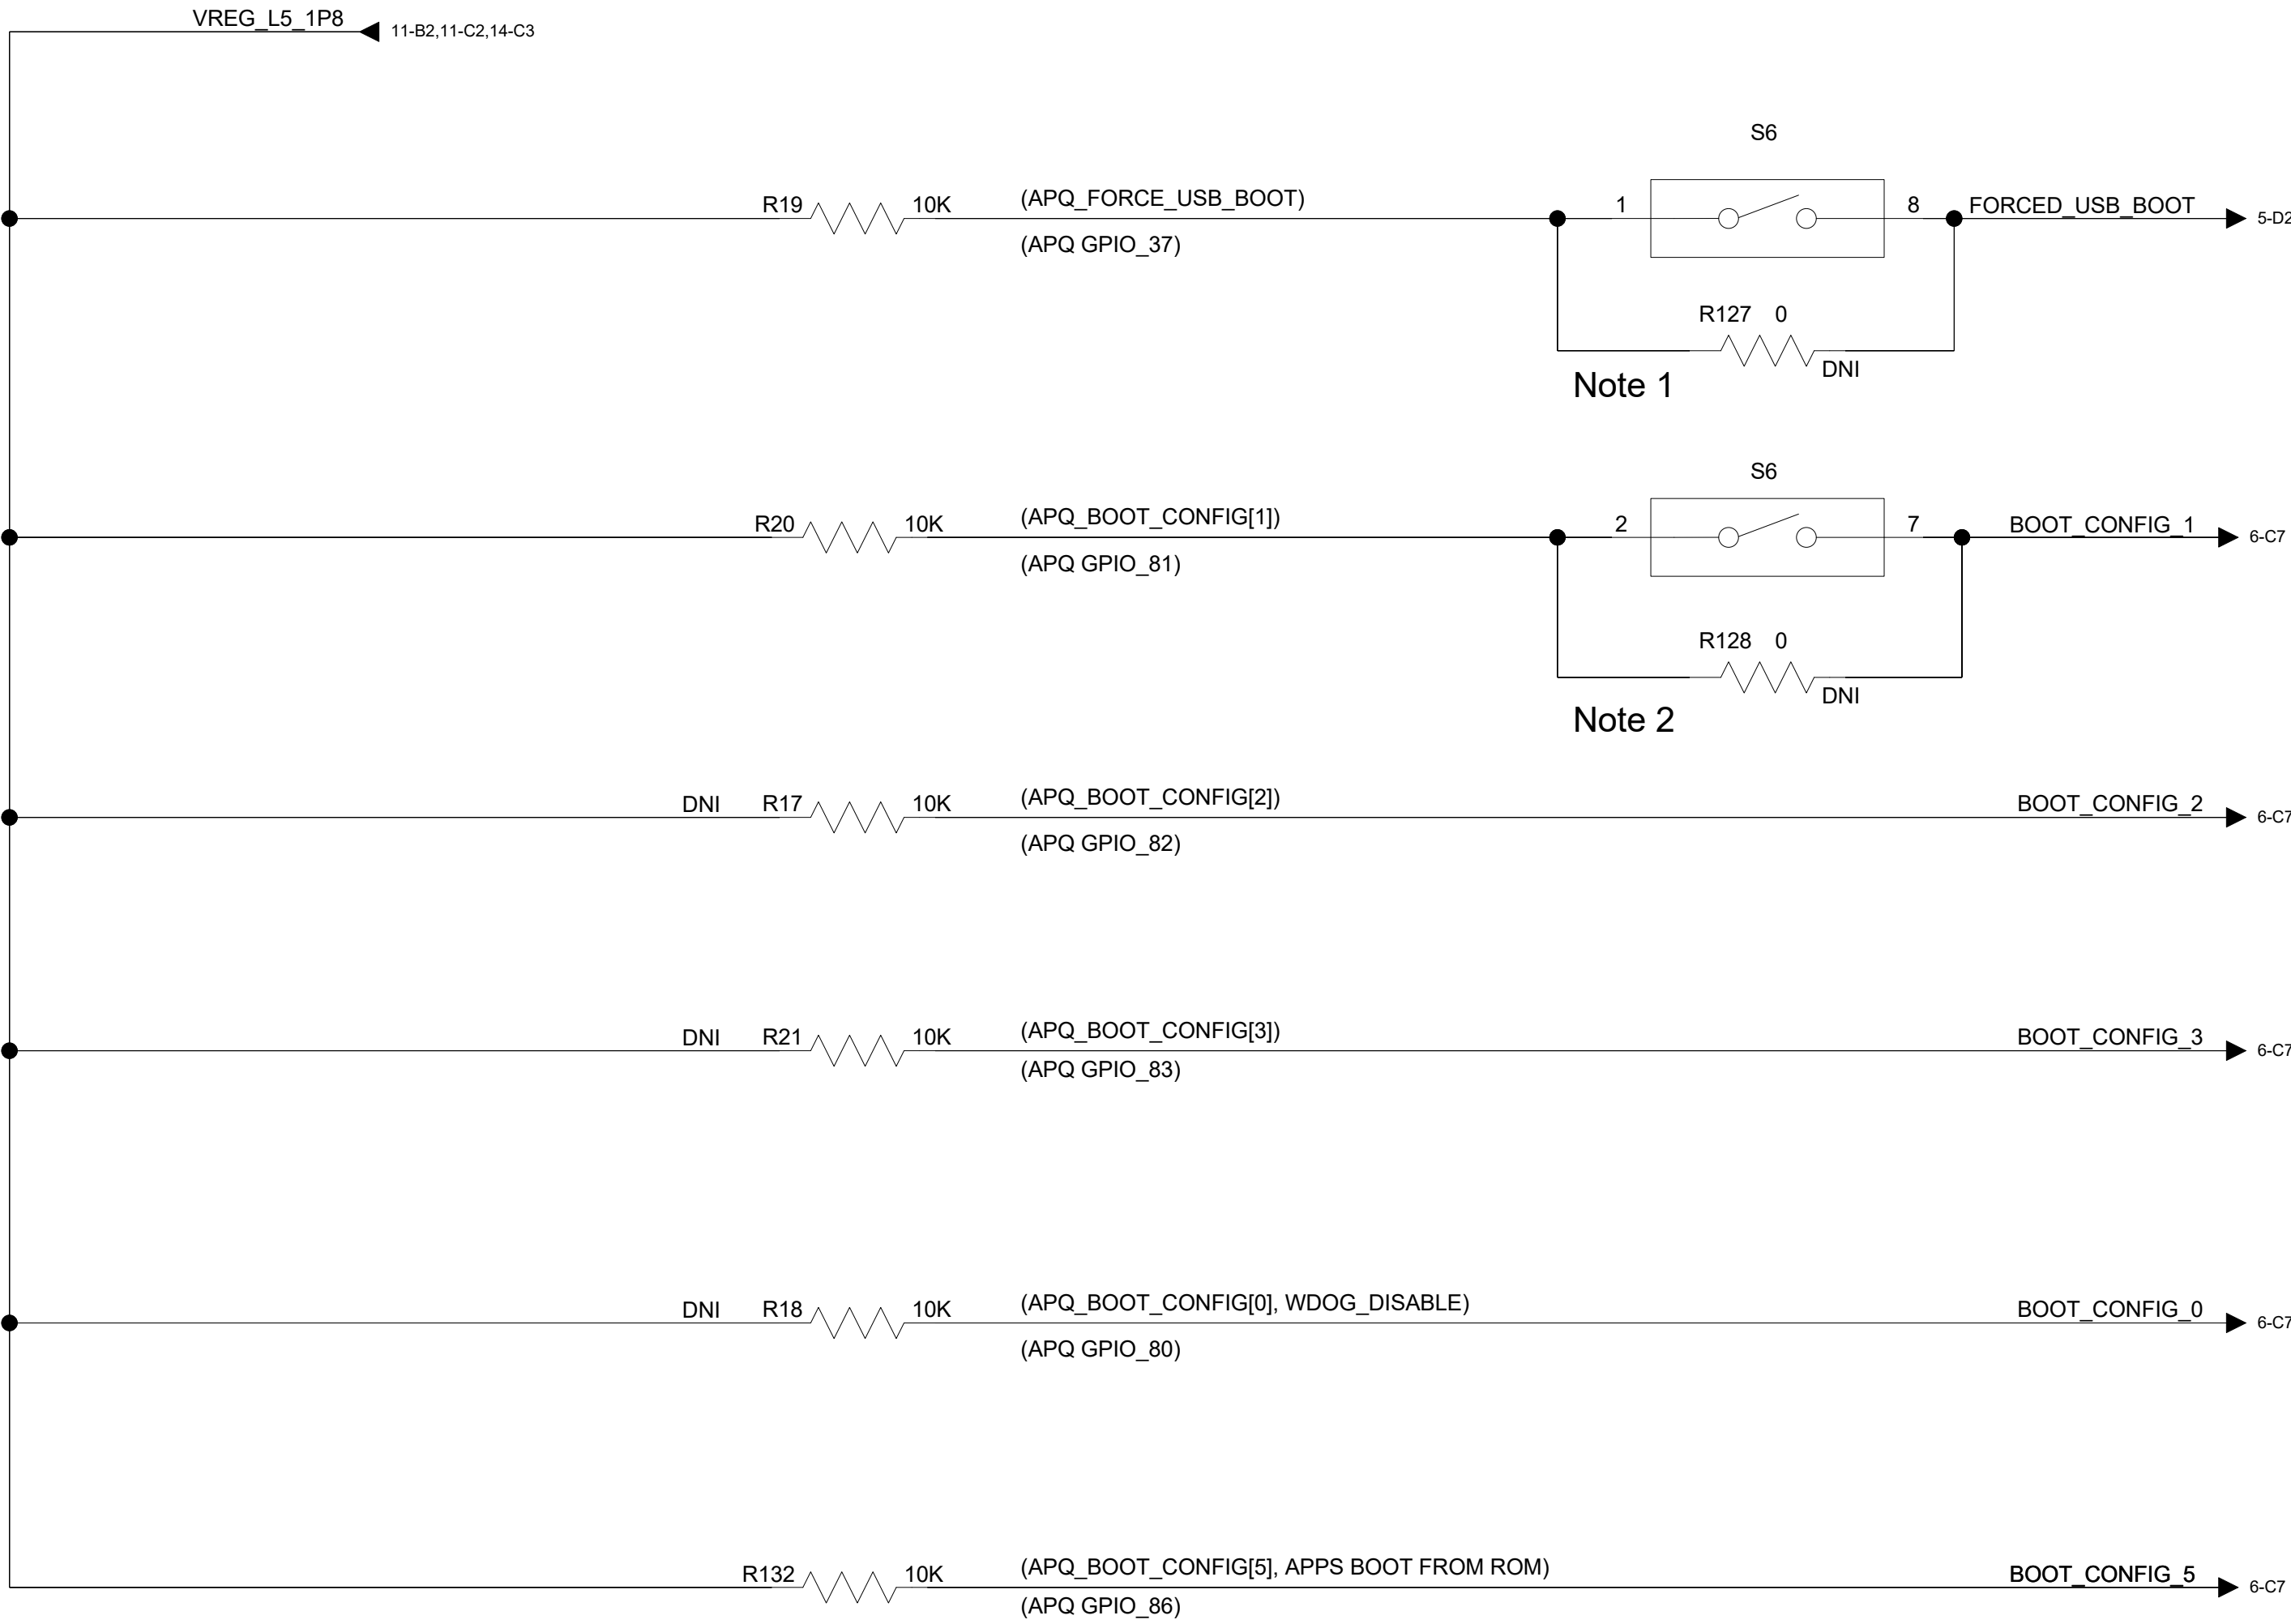 VREG_L5_1P8
11-B2,11-C2,14-C3
S6
R19 10K (APQ_FORCE_USB_BOOT) 1 8 FORCED_USB_BOOT 5-D2
(APQ GPIO_37)
R127 0
DNI
Note 1
S6
R20 10K (APQ_BOOT_CONFIG[1]) 2 7 BOOT_CONFIG_1 6-C7
(APQ GPIO_81)
R128 0
DNI
Note 2
DNI R17 10K (APQ_BOOT_CONFIG[2]) BOOT_CONFIG_2 6-C7
(APQ GPIO_82)
DNI R21 10K (APQ_BOOT_CONFIG[3]) BOOT_CONFIG_3 6-C7
(APQ GPIO_83)
DNI R18 10K (APQ_BOOT_CONFIG[0], WDOG_DISABLE) BOOT_CONFIG_0 6-C7
(APQ GPIO_80)
R132 10K (APQ_BOOT_CONFIG[5], APPS BOOT FROM ROM) BOOT_CONFIG_5 6-C7
(APQ GPIO_86)